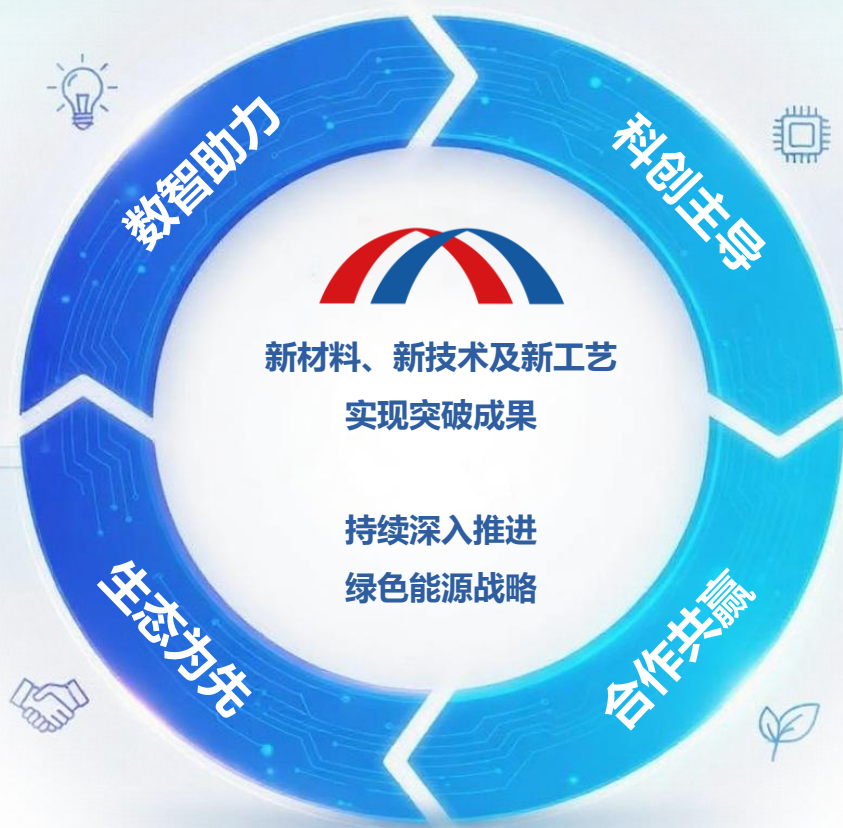 数智助力
科创主导
新材料、新技术及新工艺
实现突破成果
持续深入推进
绿色能源战略
生态为先
合作共赢